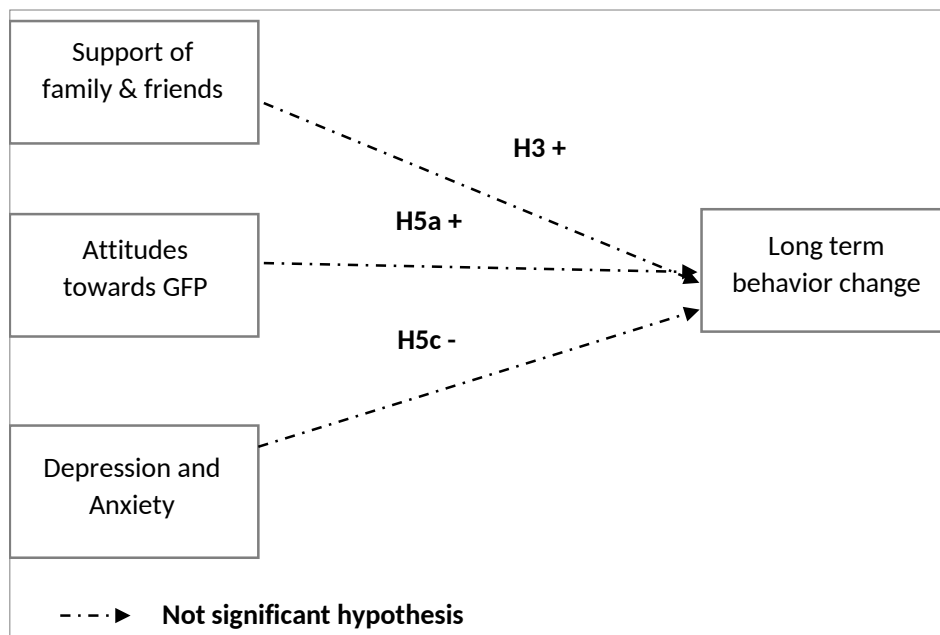 Support of
family & friends
H3 +
H5a +
Attitudes
towards GFP
Long term
behavior change
H5c -
Depression and
Anxiety
Not significant hypothesis